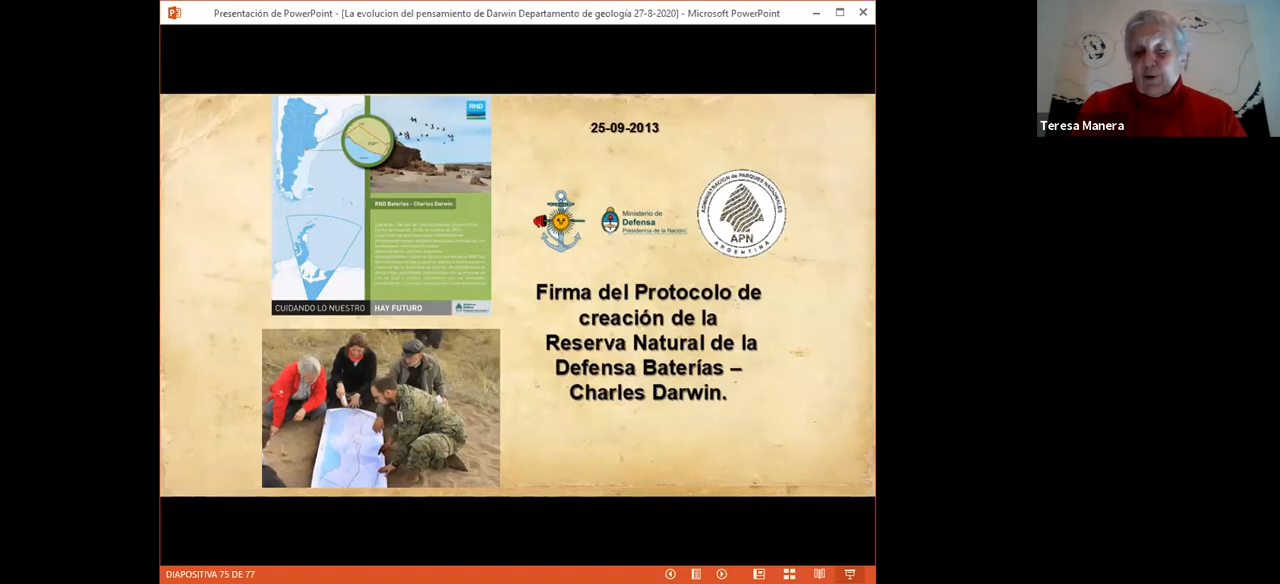 Presentación de PowerPoint - [La evolucion del pensamiento de Darwin Departamento de geología 27-8-2020] - Microsoft PowerPoint
RND
RND Baterías - Charles Darwin
CUIDANDO LO NUESTRO HAY FUTURO
25-09-2013
Ministerio de
Defensa
Presidencia de la Nación
ADMINISTRACION de PARQUES NACIONALES
APN
ARGENTINA
Firma del Protocolo de
creación de la
Reserva Natural de la
Defensa Baterías –
Charles Darwin.
Teresa Manera
DIAPOSITIVA 75 DE 77